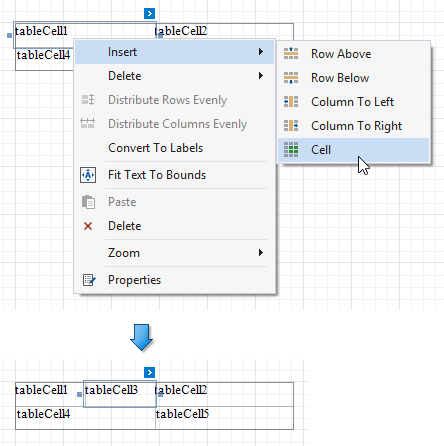 tableCell1 tableCell2
tableCell4
Insert
Delete
Distribute Rows Evenly
Distribute Columns Evenly
Convert To Labels
Fit Text To Bounds
Paste
Delete
Zoom
Properties
Row Above
Row Below
Column To Left
Column To Right
Cell
tableCell1 tableCell3 tableCell2
tableCell4 tableCell5